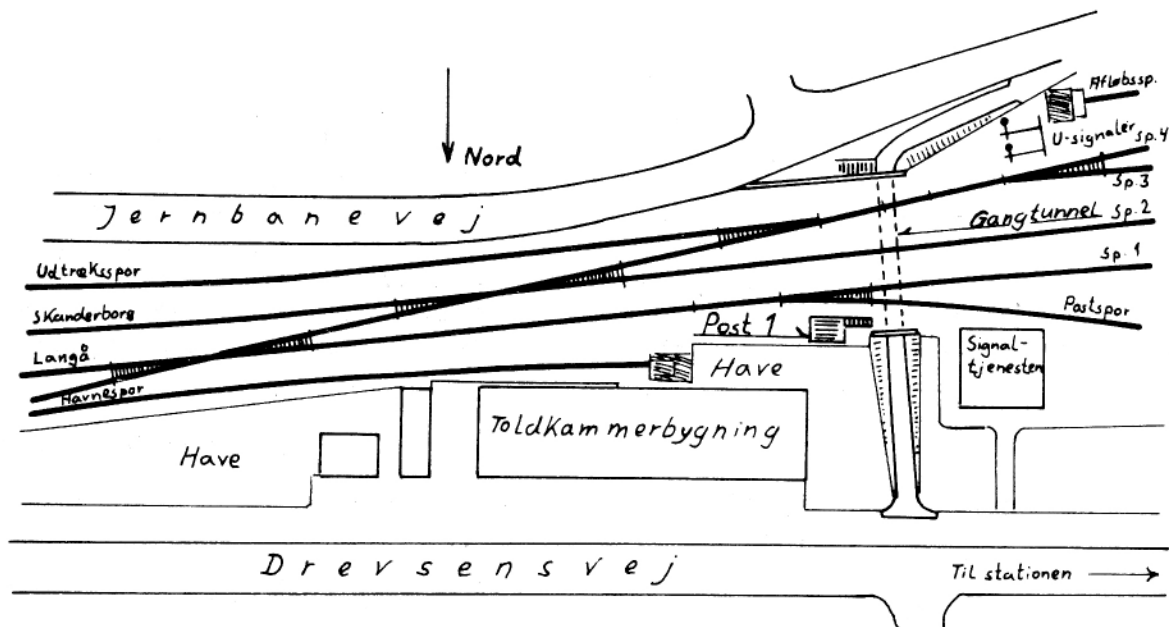 Afløbssp.
U-signaler
Sp.4
Nord
Sp.3
Jernbanevej
Gangtunnel
Sp.2
Sp. 1
Udtræksspor
Skanderborg
Post 1
Postspor
Langå
Signal-
tjenesten
Have
Havnespor
Toldkammerbygning
Have
Drevsensvej
Til stationen